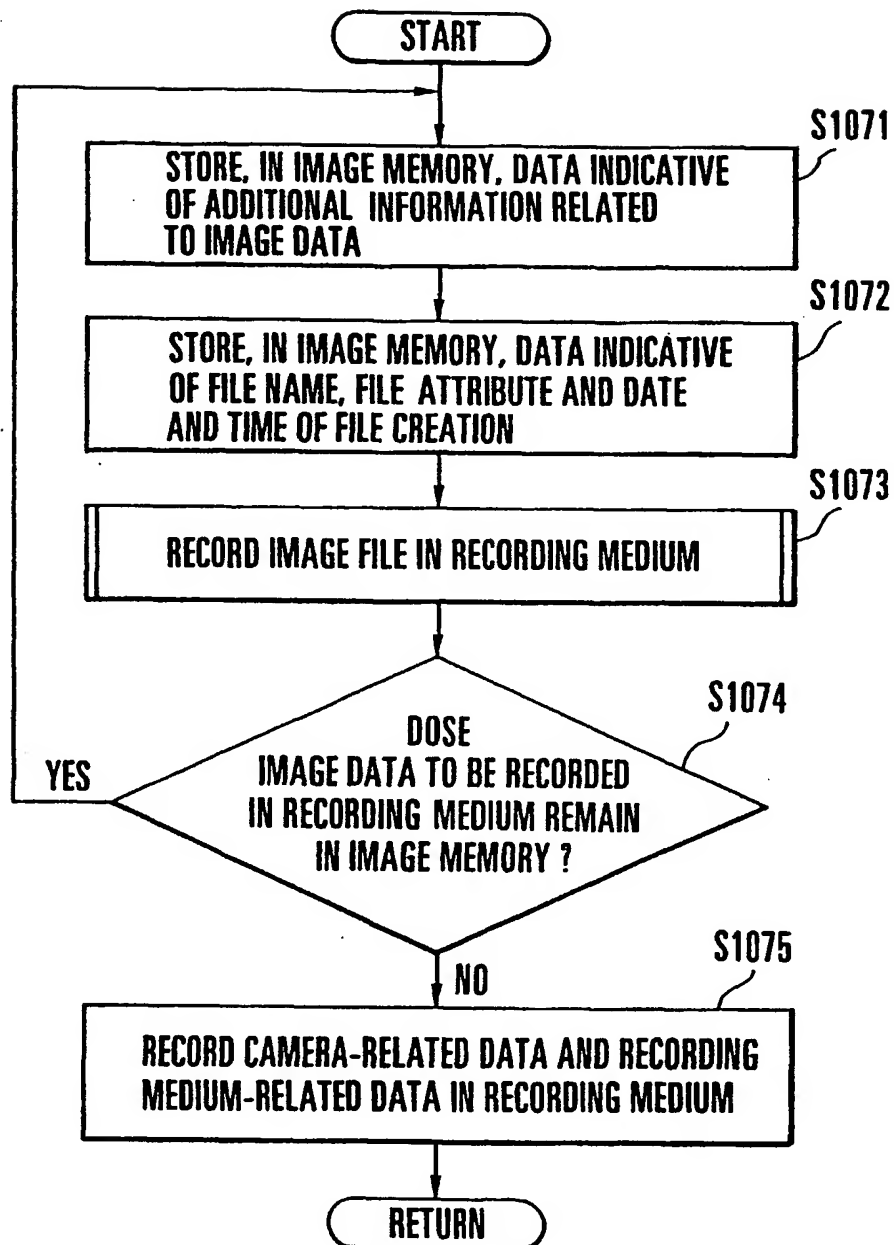 START
S1071
STORE, IN IMAGE MEMORY, DATA INDICATIVE
OF ADDITIONAL INFORMATION RELATED
TO IMAGE DATA
S1072
STORE, IN IMAGE MEMORY, DATA INDICATIVE
OF FILE NAME, FILE ATTRIBUTE AND DATE
AND TIME OF FILE CREATION
S1073
RECORD IMAGE FILE IN RECORDING MEDIUM
S1074
DOSE
IMAGE DATA TO BE RECORDED
IN RECORDING MEDIUM REMAIN
IN IMAGE MEMORY ?
YES
NO
S1075
RECORD CAMERA-RELATED DATA AND RECORDING
MEDIUM-RELATED DATA IN RECORDING MEDIUM
RETURN